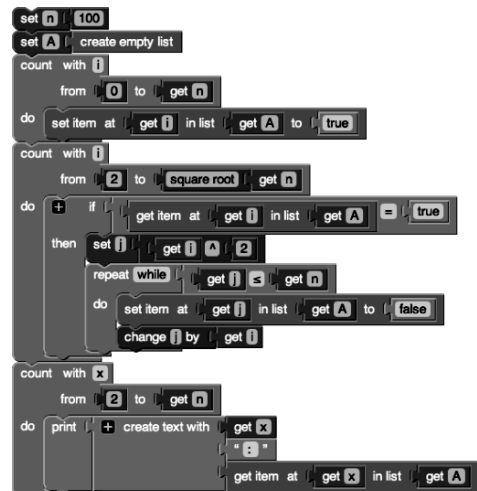 set n 100
set A create empty list
count with i
from 0 to get n
do set item at get i in list get A to true
count with i
from 2 to square root get n
do + if get item at get i in list get A = true
then set j get i ^ 2
repeat while get j ≤ get n
do set item at get j in list get A to false
change j by get i
count with x
from 2 to get n
do print + create text with get x
" : "
get item at get x in list get A